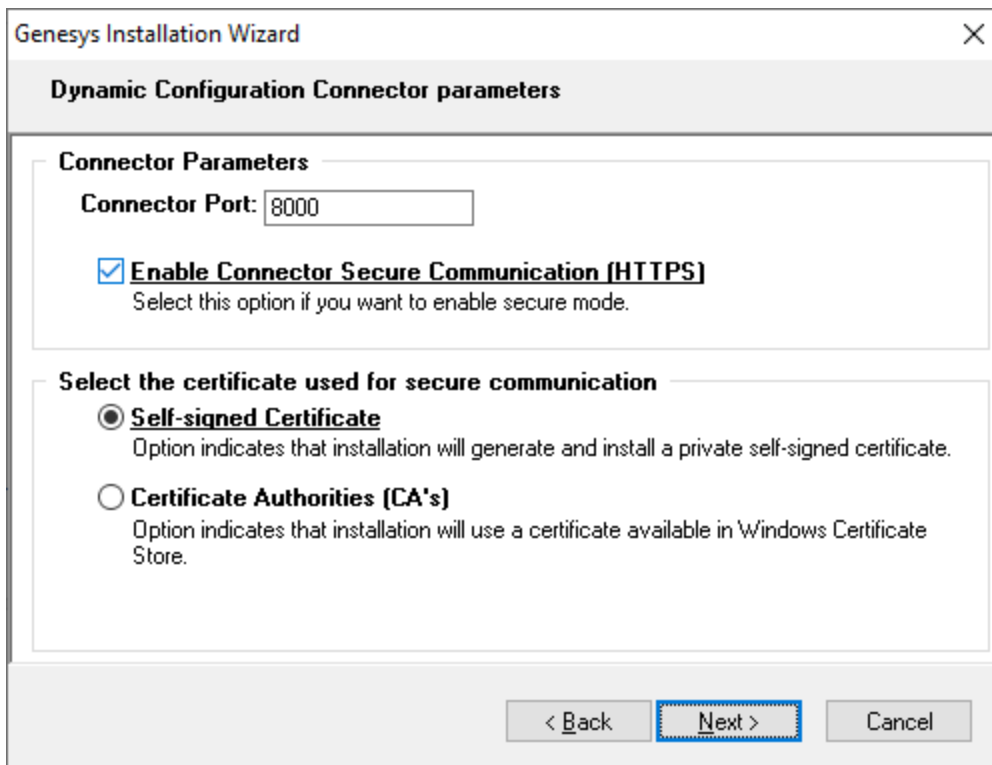 Genesys Installation Wizard
Dynamic Configuration Connector parameters
Connector Parameters
Connector Port: 8000
Enable Connector Secure Communication (HTTPS)
Select this option if you want to enable secure mode.
Select the certificate used for secure communication
Self-signed Certificate
Option indicates that installation will generate and install a private self-signed certificate.
Certificate Authorities (CA's)
Option indicates that installation will use a certificate available in Windows Certificate
Store.
< Back Next > Cancel